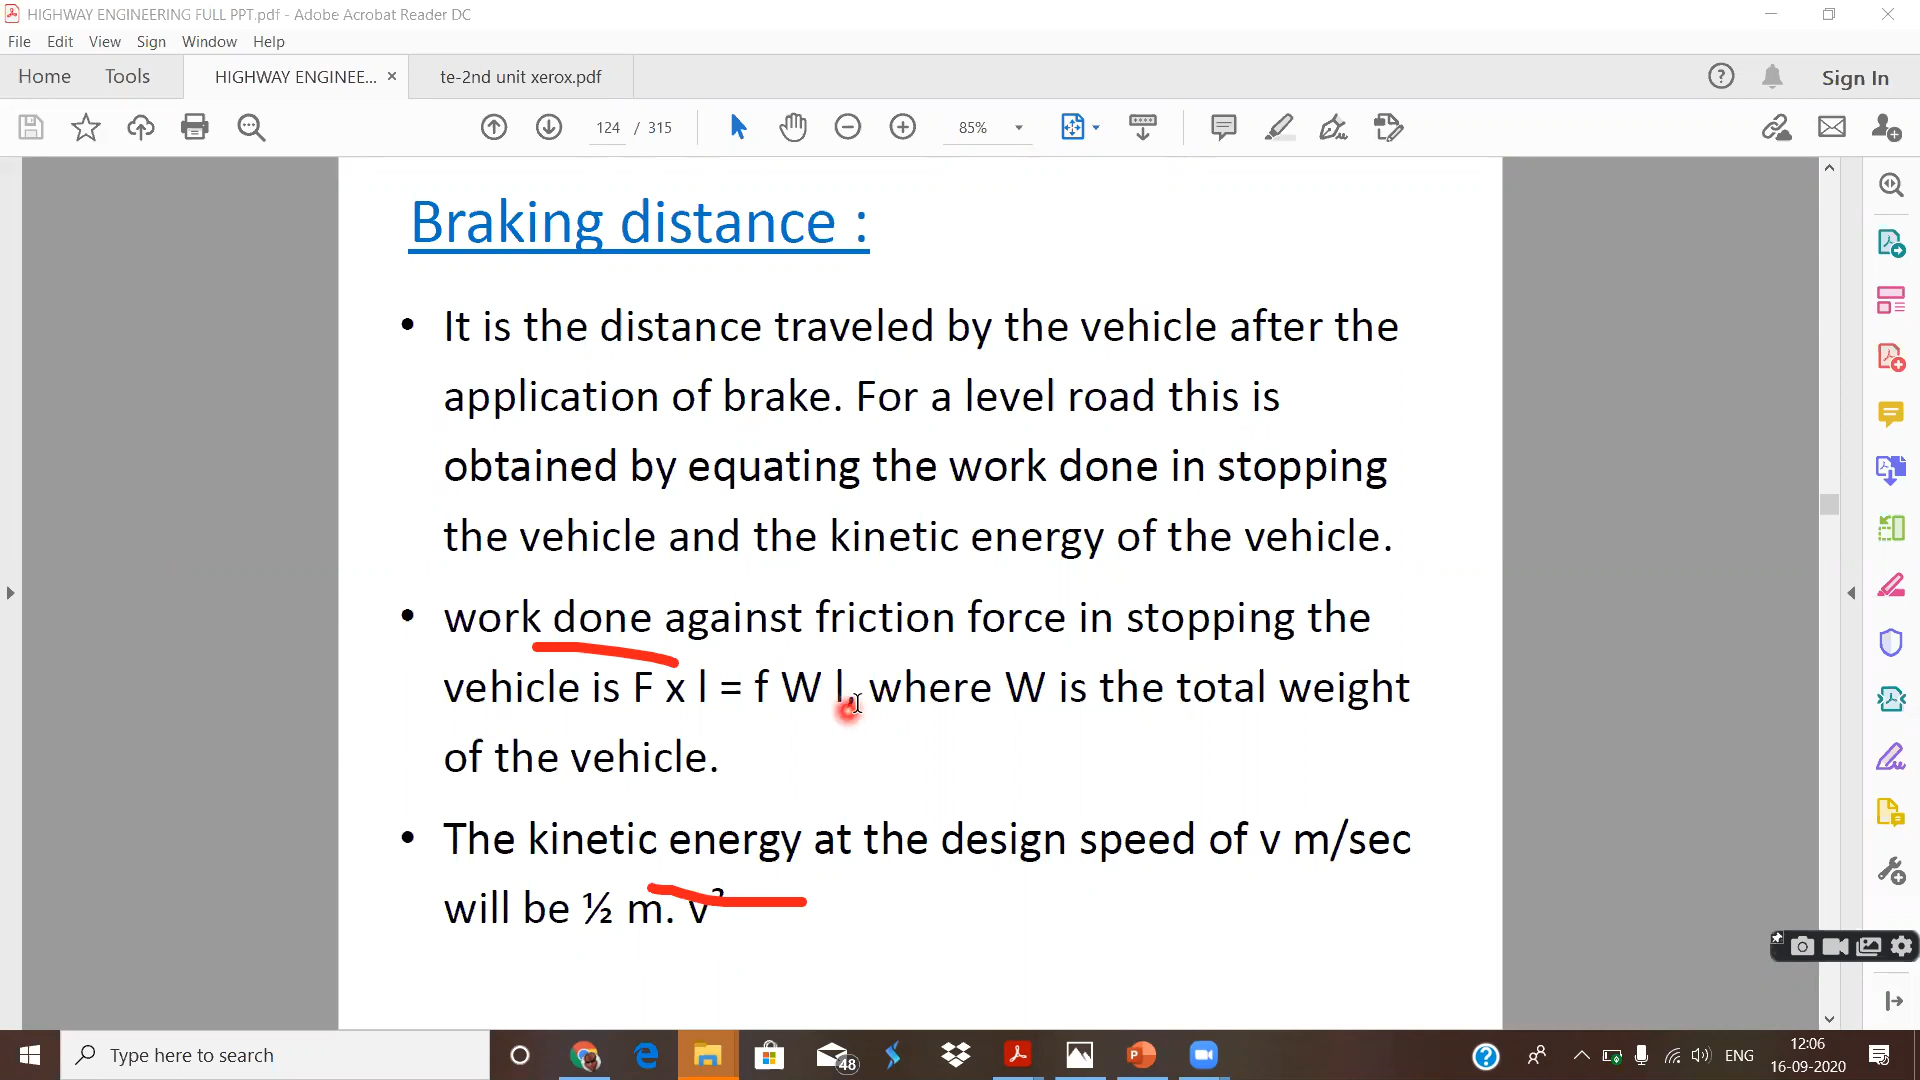 HIGHWAY ENGINEERING FULL PPT.pdf - Adobe Acrobat Reader DC
File Edit View Sign Window Help
Home Tools HIGHWAY ENGINEE... × te-2nd unit xerox.pdf Sign In
124 / 315 85%
Braking distance :
• It is the distance traveled by the vehicle after the
application of brake. For a level road this is
obtained by equating the work done in stopping
the vehicle and the kinetic energy of the vehicle.
• work done against friction force in stopping the
vehicle is F x l = f W l, where W is the total weight
of the vehicle.
• The kinetic energy at the design speed of v m/sec
will be ½ m. v²
Type here to search
48
ENG
12:06
16-09-2020